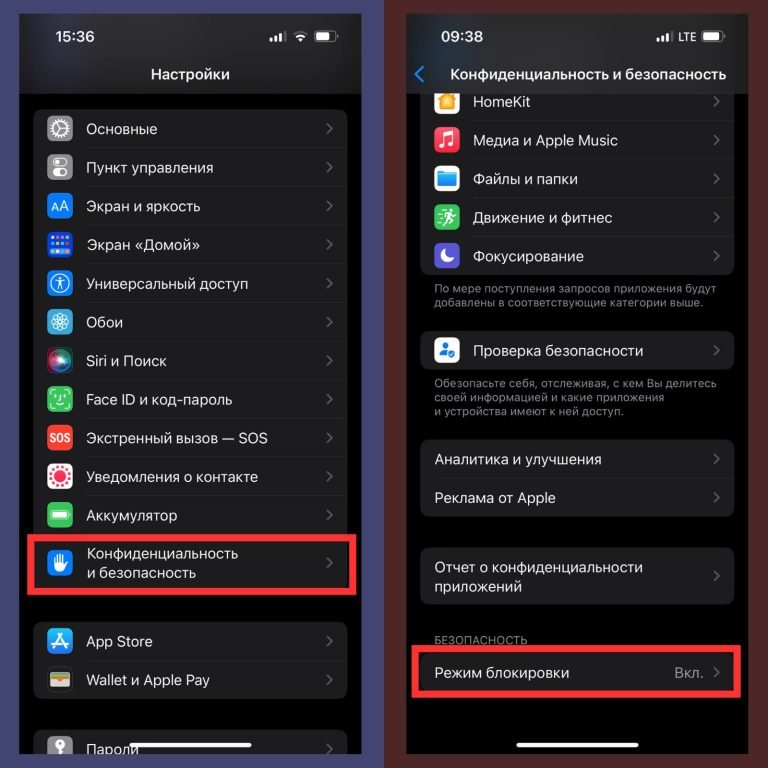 15:36
Настройки
Основные
Пункт управления
AA
Экран и яркость
Экран «Домой»
Универсальный доступ
Обои
Siri и Поиск
Face ID и код-пароль
SOS
Экстренный вызов — SOS
Уведомления о контакте
Аккумулятор
Конфиденциальность
и безопасность
App Store
Wallet и Apple Pay
Пароли
09:38
LTE
Конфиденциальность и безопасность
HomeKit
Медиа и Apple Music
Файлы и папки
Движение и фитнес
Фокусирование
По мере поступления запросов приложения будут
добавлены в соответствующие категории выше.
Проверка безопасности
Обезопасьте себя, отслеживая, с кем Вы делитесь
своей информацией и какие приложения
и устройства имеют к ней доступ.
Аналитика и улучшения
Реклама от Apple
Отчет о конфиденциальности
приложений
БЕЗОПАСНОСТЬ
Режим блокировки Вкл.